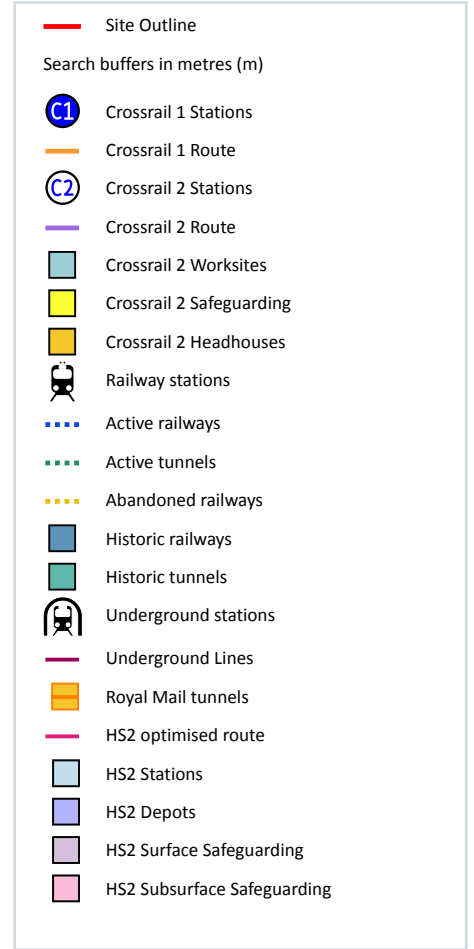 Site Outline
Search buffers in metres (m)
C1 Crossrail 1 Stations
Crossrail 1 Route
C2 Crossrail 2 Stations
Crossrail 2 Route
Crossrail 2 Worksites
Crossrail 2 Safeguarding
Crossrail 2 Headhouses
Railway stations
Active railways
Active tunnels
Abandoned railways
Historic railways
Historic tunnels
Underground stations
Underground Lines
Royal Mail tunnels
HS2 optimised route
HS2 Stations
HS2 Depots
HS2 Surface Safeguarding
HS2 Subsurface Safeguarding